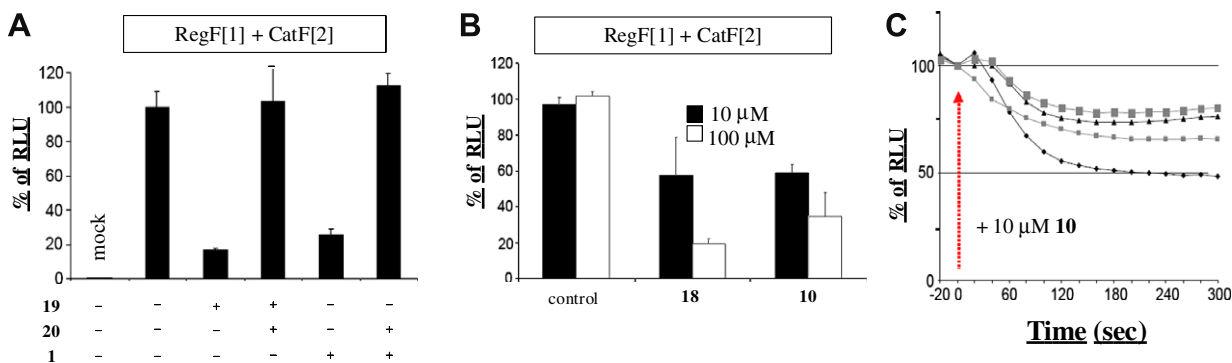 A
RegF[1] + CatF[2]
% of RLU
120
100
80
60
40
20
0
mock
19 – – + + – –
20 – – – + – +
1 – – – – + +
B
RegF[1] + CatF[2]
% of RLU
120
100
80
60
40
20
0
10 µM
100 µM
control 18 10
C
% of RLU
100
50
0
+ 10 µM 10
-20 0 60 120 180 240 300
Time (sec)